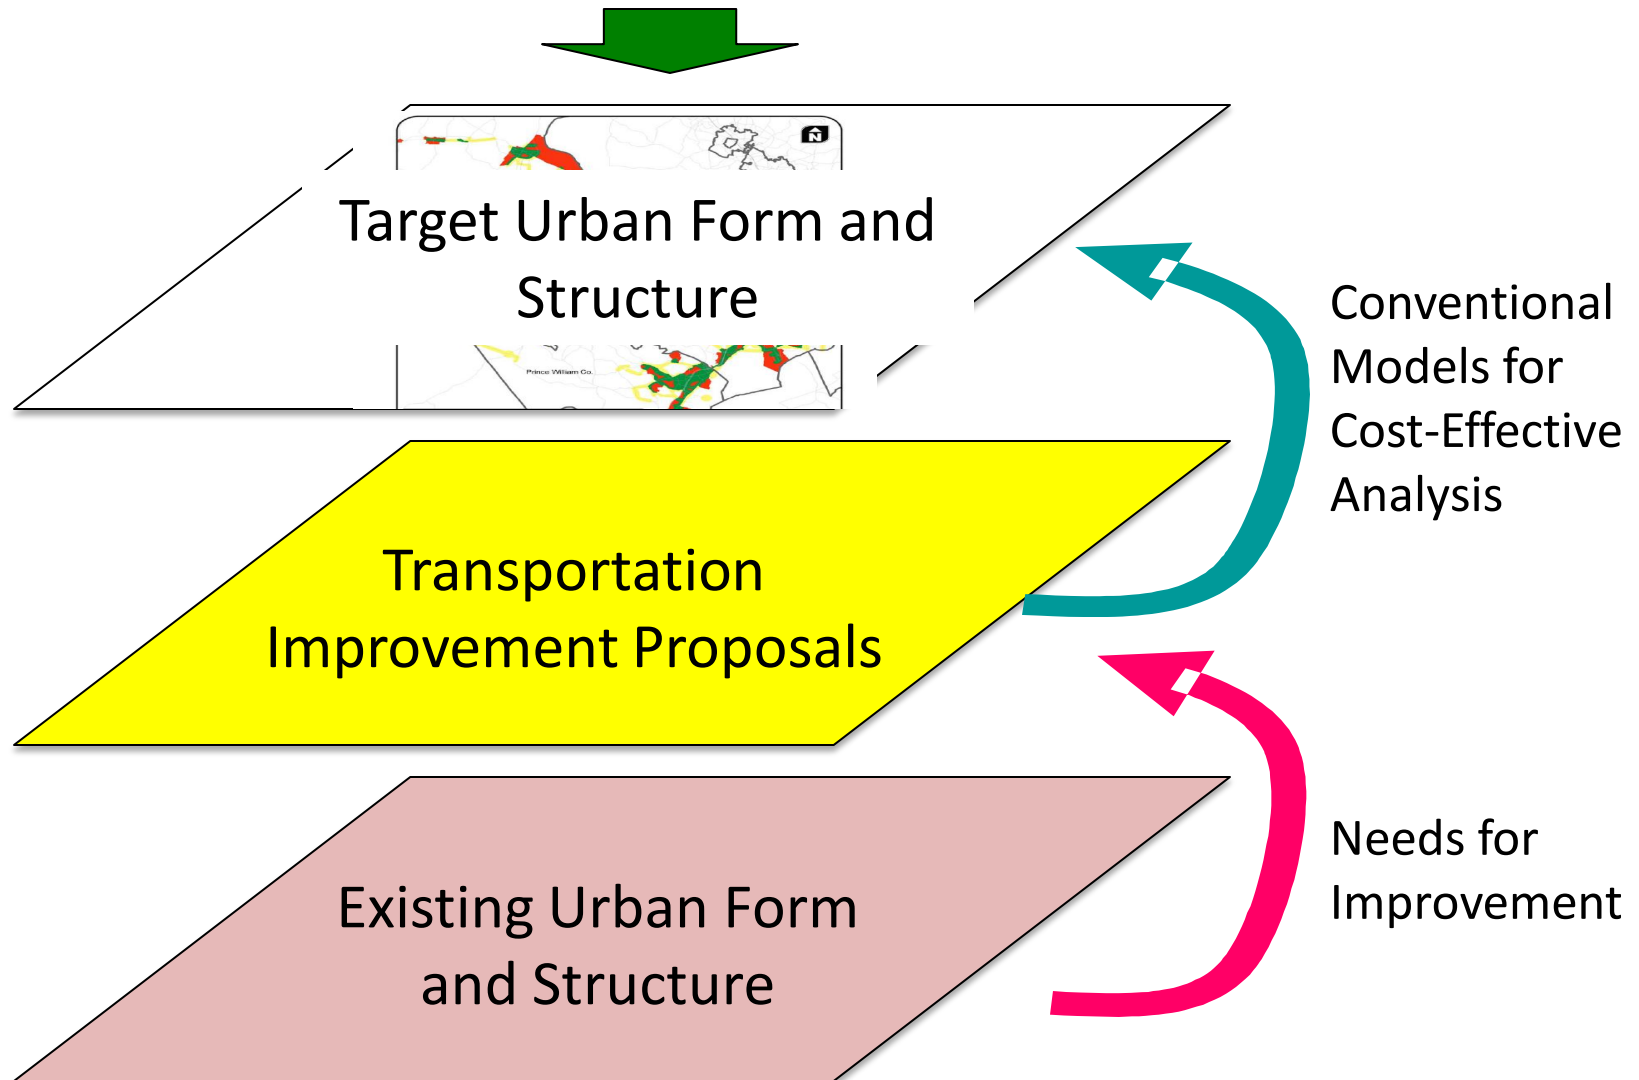 N
Target Urban Form and
Structure
Prince William Co.
Conventional
Models for
Cost-Effective
Analysis
Transportation
Improvement Proposals
Needs for
Improvement
Existing Urban Form
and Structure